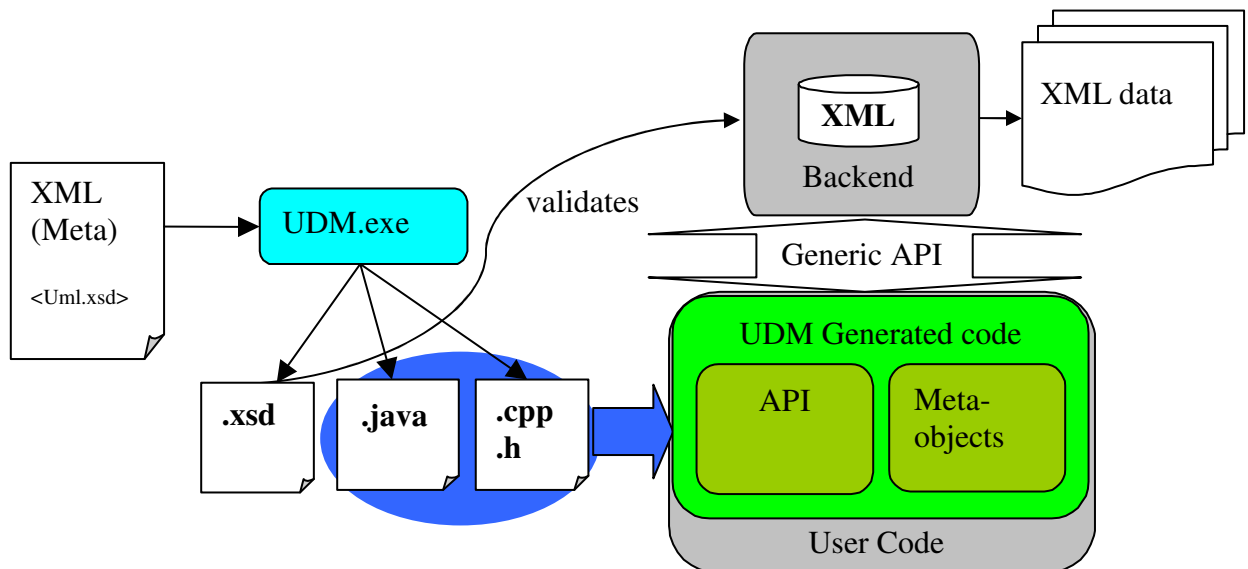 XML
(Meta)
<Uml.xsd>
UDM.exe
validates
XML
Backend
XML data
Generic API
.xsd
.java
.cpp
.h
UDM Generated code
API
Meta-
objects
User Code